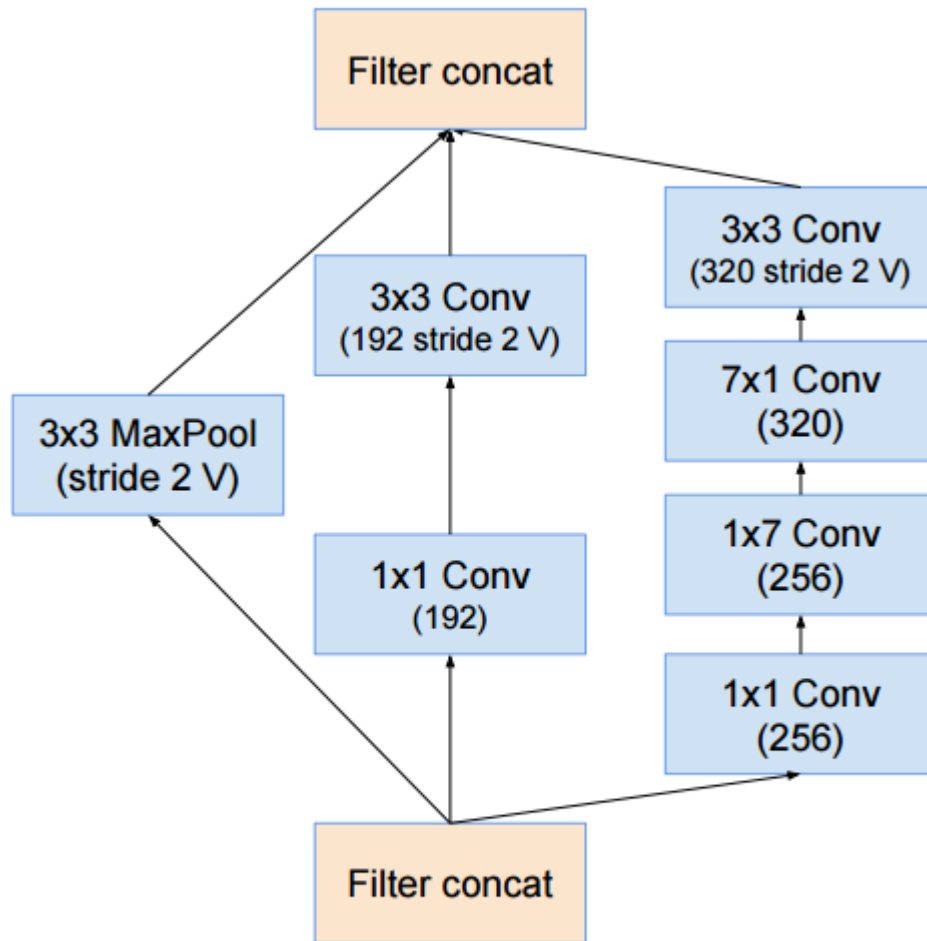 Filter concat
3x3 Conv
(320 stride 2 V)
3x3 Conv
(192 stride 2 V)
7x1 Conv
(320)
3x3 MaxPool
(stride 2 V)
1x7 Conv
(256)
1x1 Conv
(192)
1x1 Conv
(256)
Filter concat